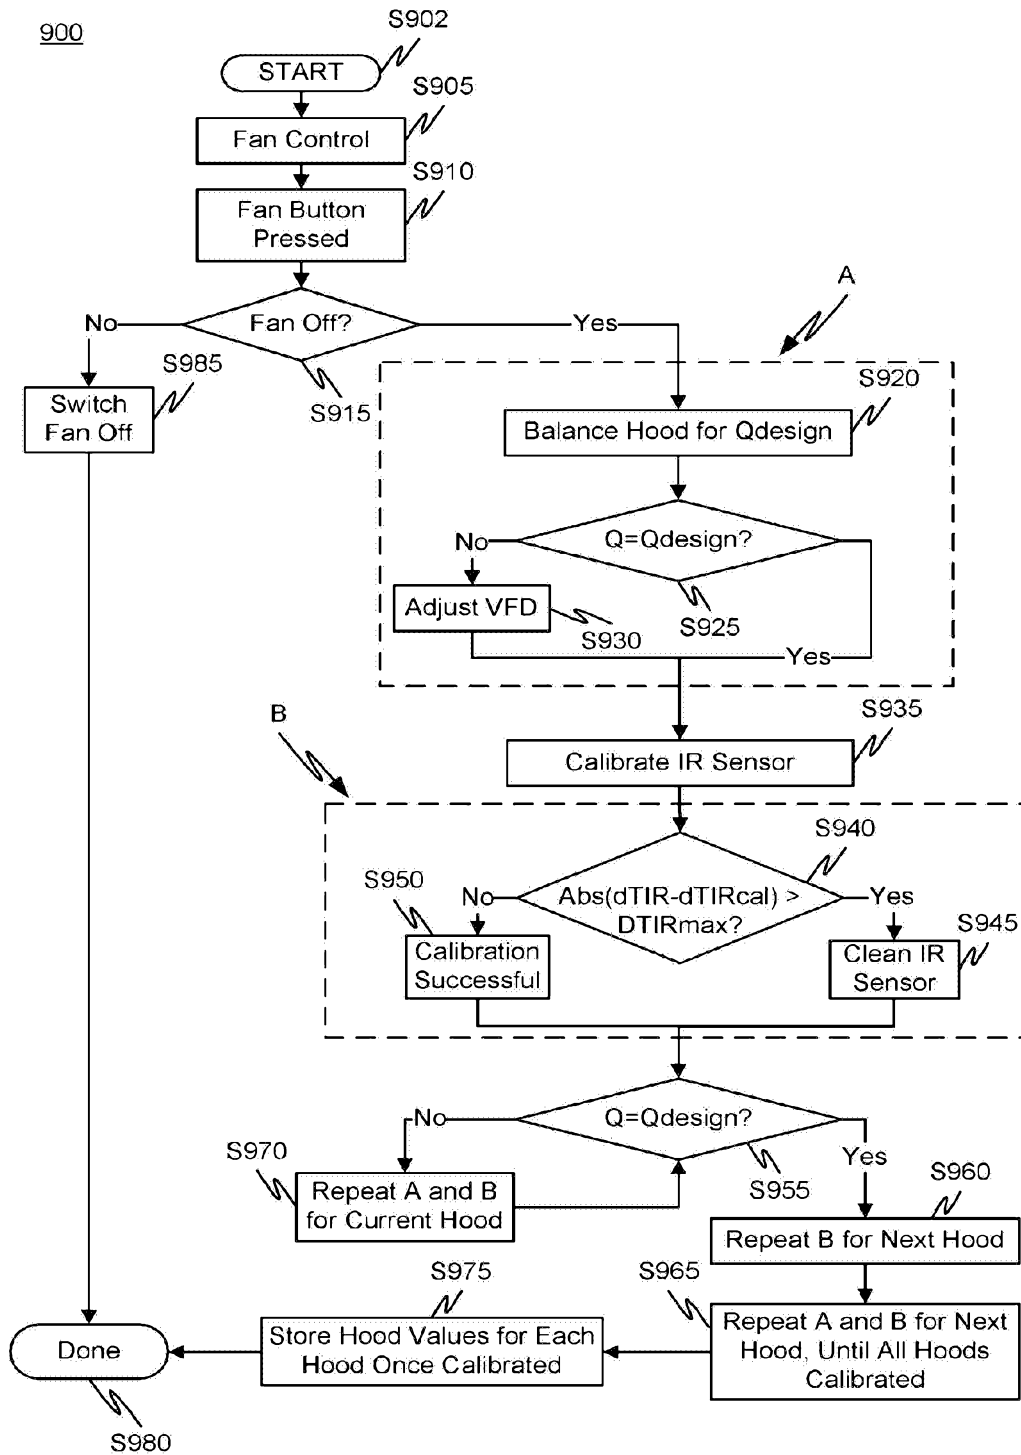 900
S902
START
S905
Fan Control
S910
Fan Button
Pressed
A
No
Fan Off?
Yes
S985
S915
S920
Switch
Fan Off
Balance Hood for Qdesign
No
Q=Qdesign?
Adjust VFD
S930
S925
Yes
B
S935
Calibrate IR Sensor
S940
S950
No
Abs(dTIR-dTIRcal) >
DTIRmax?
Yes
S945
Calibration
Successful
Clean IR
Sensor
No
Q=Qdesign?
Yes
S970
S955
S960
Repeat A and B
for Current Hood
Repeat B for Next Hood
S975
S965
Done
Store Hood Values for Each
Hood Once Calibrated
Repeat A and B for Next
Hood, Until All Hoods
Calibrated
S980